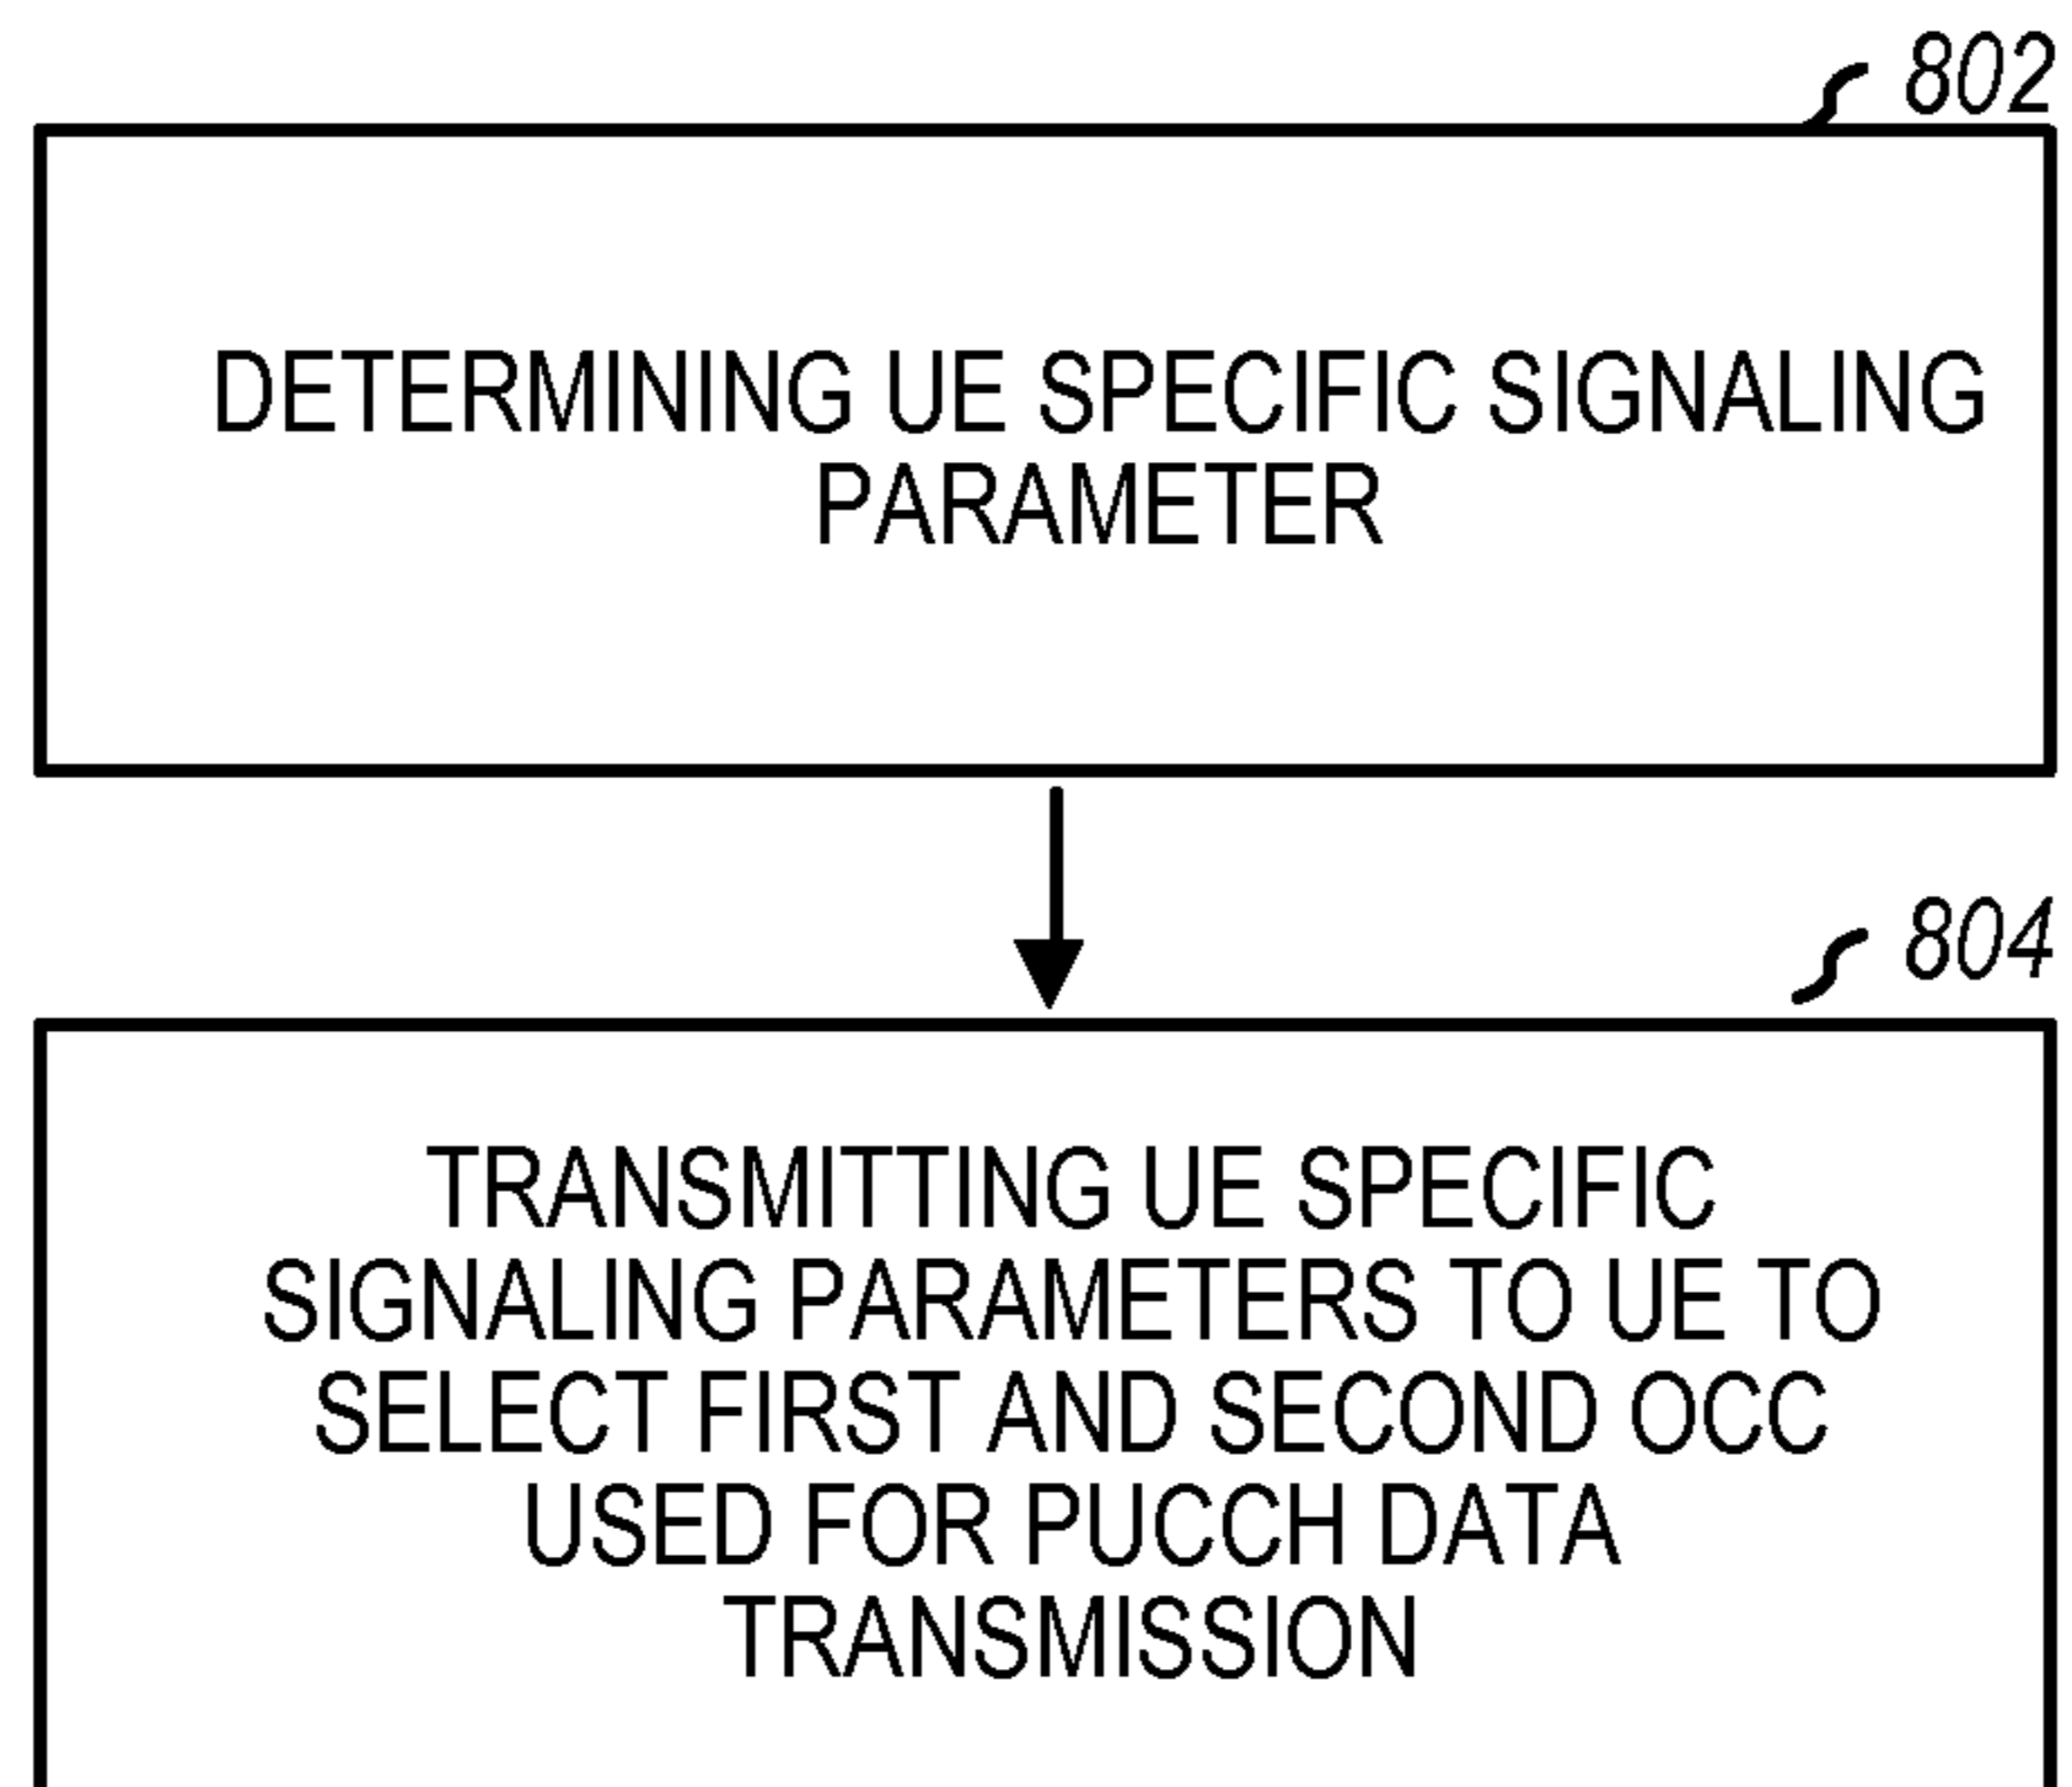 802
DETERMINING UE SPECIFIC SIGNALING
PARAMETER
804
TRANSMITTING UE SPECIFIC
SIGNALING PARAMETERS TO UE TO
SELECT FIRST AND SECOND OCC
USED FOR PUCCH DATA
TRANSMISSION